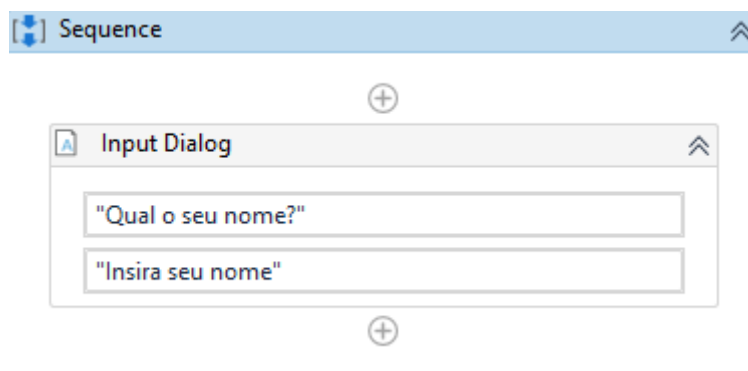 Sequence
Input Dialog
"Qual o seu nome?"
"Insira seu nome"